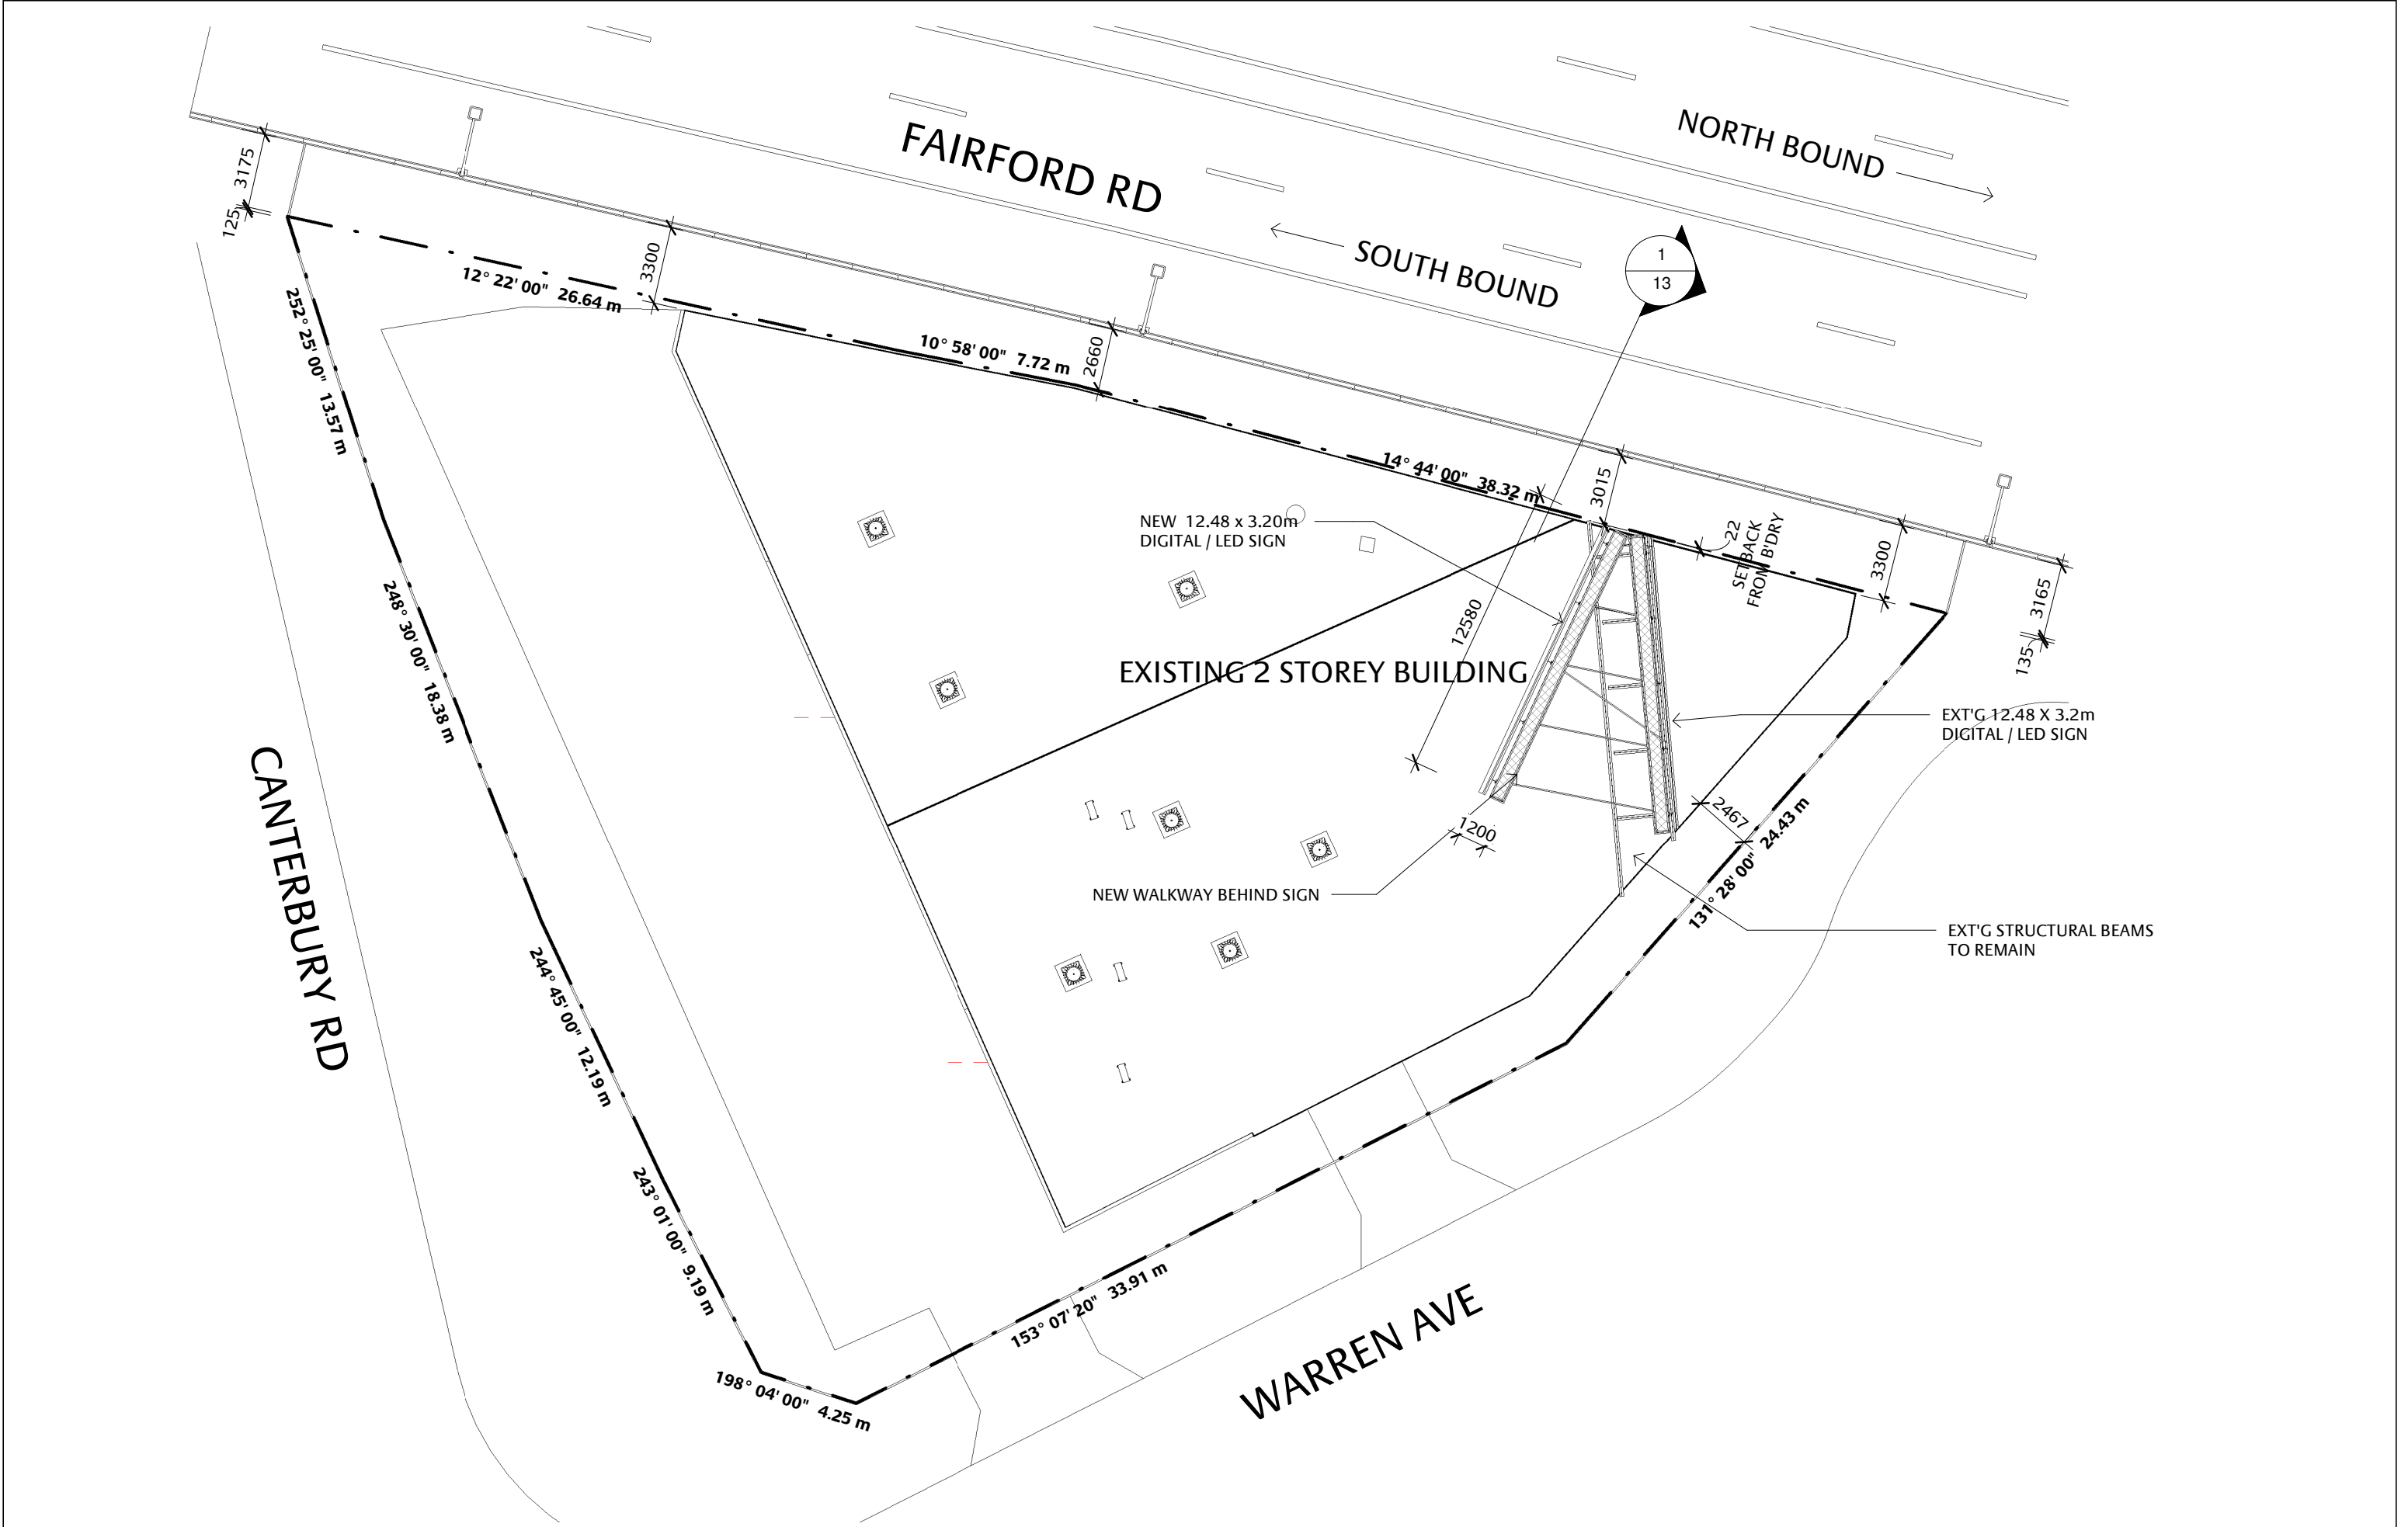 NORTH BOUND
FAIRFORD RD
SOUTH BOUND
1
13
3175
125
3300
12° 22' 00" 26.64 m
252° 25' 00" 13.57 m
10° 58' 00" 7.72 m
2660
14° 44' 00" 38.32 m
3015
22
SETBACK
FROM B'DRY
3300
3165
135
NEW 12.48 x 3.20m
DIGITAL / LED SIGN
12580
EXISTING 2 STOREY BUILDING
248° 30' 00" 18.38 m
EXT'G 12.48 X 3.2m
DIGITAL / LED SIGN
CANTERBURY RD
1200
2467
131° 28' 00" 24.43 m
NEW WALKWAY BEHIND SIGN
EXT'G STRUCTURAL BEAMS
TO REMAIN
244° 45' 00" 12.19 m
243° 01' 00" 9.19 m
153° 07' 20" 33.91 m
198° 04' 00" 4.25 m
WARREN AVE